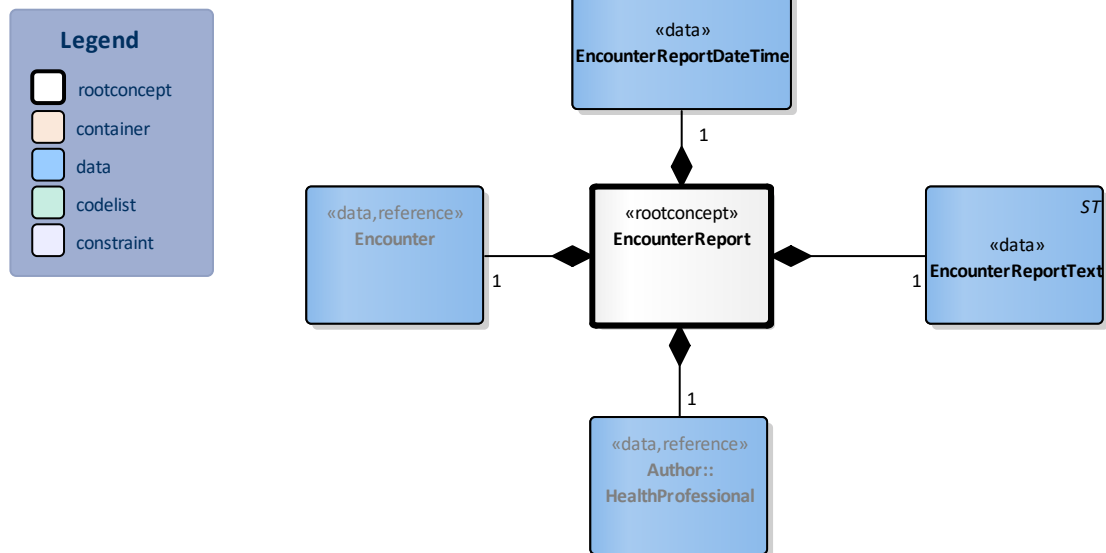 Legend
rootconcept
container
data
codelist
constraint
«data»
EncounterReportDateTime
1
«data,reference»
Encounter
1
«rootconcept»
EncounterReport
ST
«data»
EncounterReportText
1
1
«data,reference»
Author::
HealthProfessional